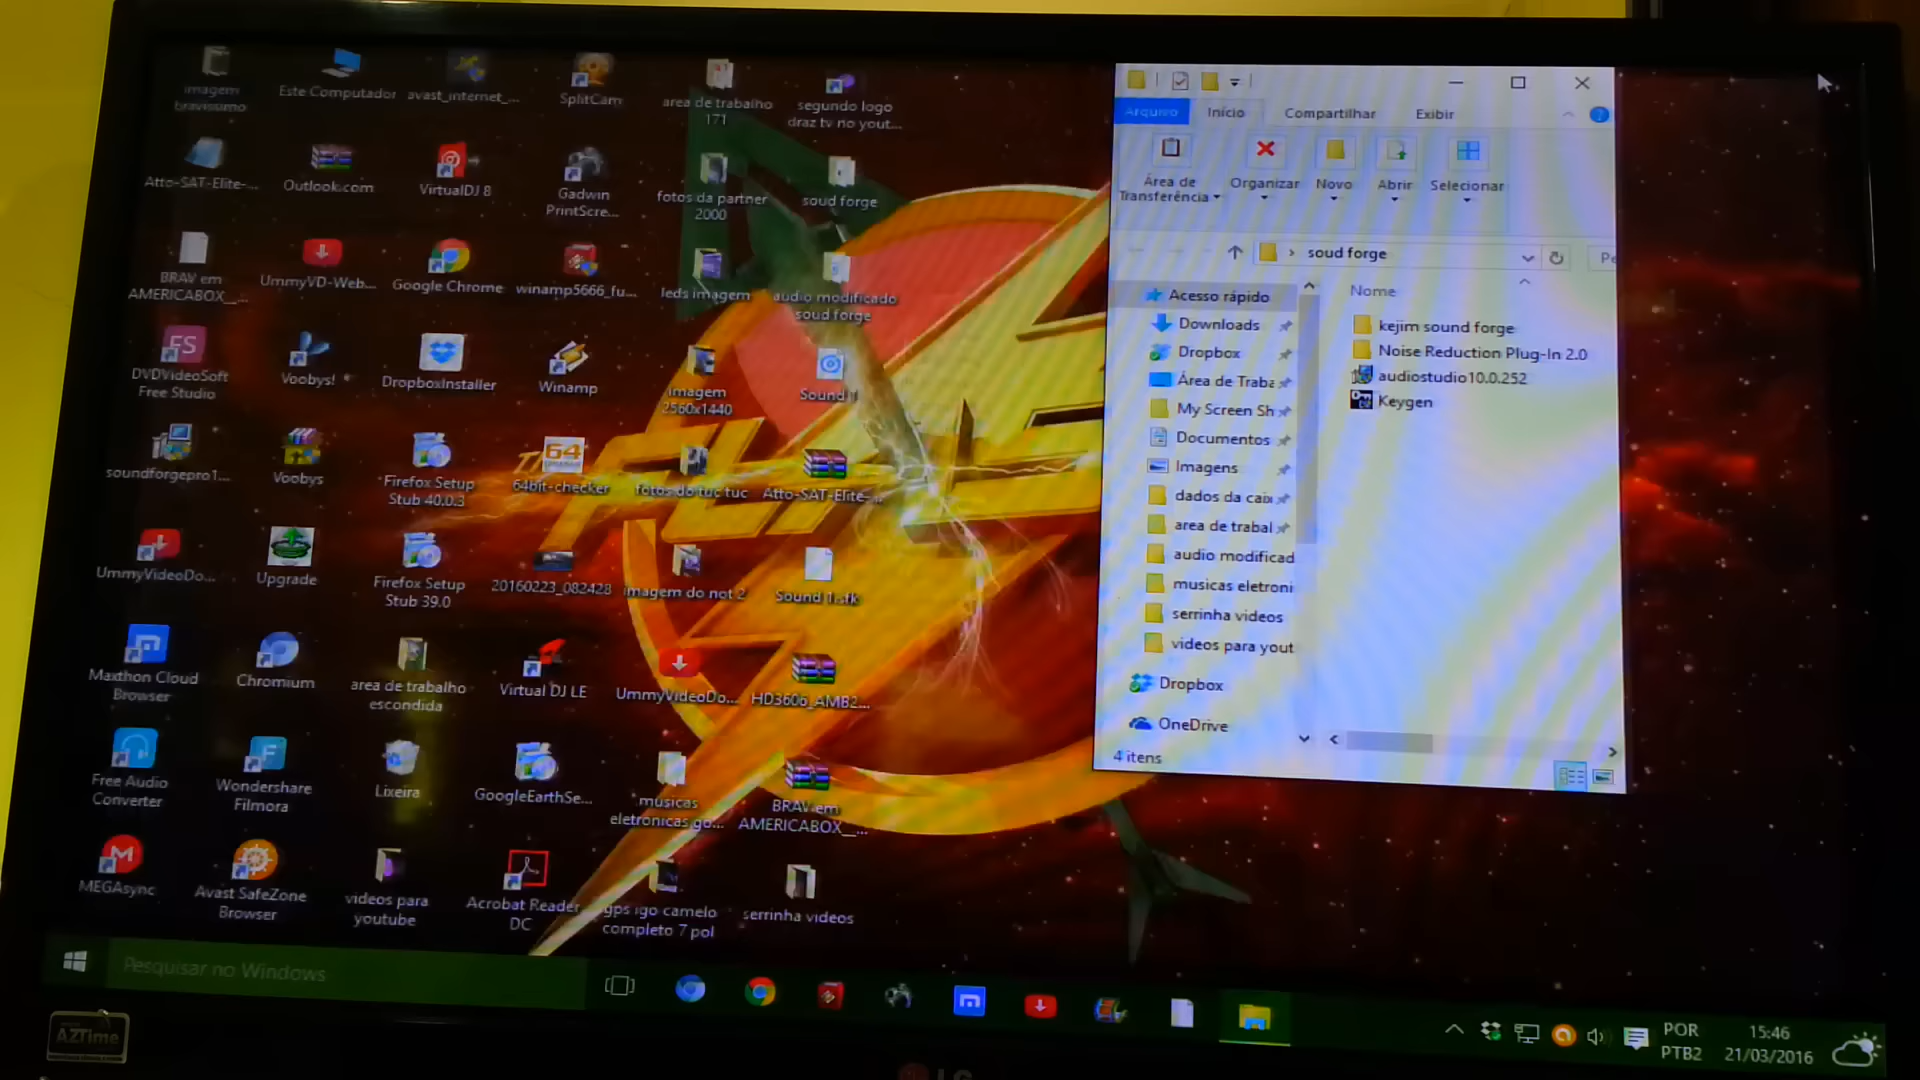 imagem
bravissimo
Este Computador
avast_internet_...
SplitCam
area de trabalho
171
segundo logo
draz tv no yout...
Atto-SAT-Elite-...
Outlook.com
VirtualDJ 8
Gadwin
PrintScre...
fotos da partner
2000
soud forge
BRAV em
AMERICABOX__...
UmmyVD-Web...
Google Chrome
winamp5666_fu...
leds imagem
audio modificado
soud forge
FS
DVDVideoSoft
Free Studio
Voobys!
DropboxInstaller
Winamp
Imagem
2560x1440
Sound 1
soundforgepro1...
Voobys
Firefox Setup
Stub 40.0.3
64
64bit-checker
fotos do tuc tuc
Atto-SAT-Elite-...
UmmyVideoDo...
Upgrade
Firefox Setup
Stub 39.0
20160223_082428
imagem do not 2
Sound 1.sfk
Maxthon Cloud
Browser
Chromium
area de trabalho
escondida
Virtual DJ LE
UmmyVideoDo...
HD3606_AMB2...
Free Audio
Converter
Wondershare
Filmora
Lixeira
GoogleEarthSe...
musicas
eletronicas go...
BRAV em
AMERICABOX__...
MEGAsync
Avast SafeZone
Browser
videos para
youtube
Acrobat Reader
DC
gps igo camelo
completo 7 pol
serrinha videos
Arquivo
Início
Compartilhar
Exibir
Área de
Transferência
Organizar
Novo
Abrir
Selecionar
soud forge
Pe
Nome
Acesso rápido
Downloads
Dropbox
Área de Traba
My Screen Sh
Documentos
Imagens
dados da caix
area de trabal
audio modificad
musicas eletroni
serrinha videos
videos para yout
Dropbox
OneDrive
kejim sound forge
Noise Reduction Plug-In 2.0
audiostudio10.0.252
Keygen
4 itens
Pesquisar no Windows
POR
PTB2
15:46
21/03/2016
AZTime
LG